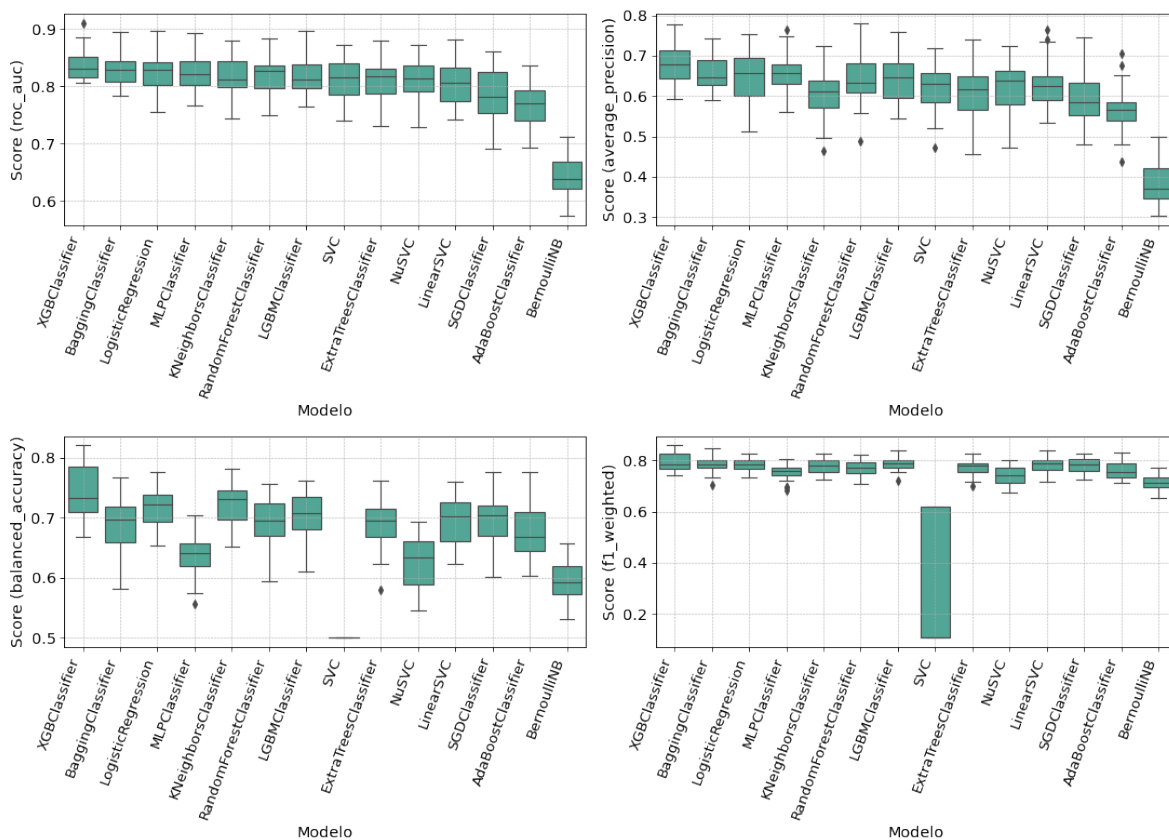 Score (roc_auc)
0.9
0.8
0.7
0.6
XGBClassifier
BaggingClassifier
LogisticRegression
MLPClassifier
KNeighborsClassifier
RandomForestClassifier
LGBMClassifier
SVC
ExtraTreesClassifier
NuSVC
LinearSVC
SGDClassifier
AdaBoostClassifier
BernoulliNB
Modelo
Score (average_precision)
0.8
0.7
0.6
0.5
0.4
0.3
XGBClassifier
BaggingClassifier
LogisticRegression
MLPClassifier
KNeighborsClassifier
RandomForestClassifier
LGBMClassifier
SVC
ExtraTreesClassifier
NuSVC
LinearSVC
SGDClassifier
AdaBoostClassifier
BernoulliNB
Modelo
Score (balanced_accuracy)
0.8
0.7
0.6
0.5
XGBClassifier
BaggingClassifier
LogisticRegression
MLPClassifier
KNeighborsClassifier
RandomForestClassifier
LGBMClassifier
SVC
ExtraTreesClassifier
NuSVC
LinearSVC
SGDClassifier
AdaBoostClassifier
BernoulliNB
Modelo
Score (f1_weighted)
0.8
0.6
0.4
0.2
XGBClassifier
BaggingClassifier
LogisticRegression
MLPClassifier
KNeighborsClassifier
RandomForestClassifier
LGBMClassifier
SVC
ExtraTreesClassifier
NuSVC
LinearSVC
SGDClassifier
AdaBoostClassifier
BernoulliNB
Modelo